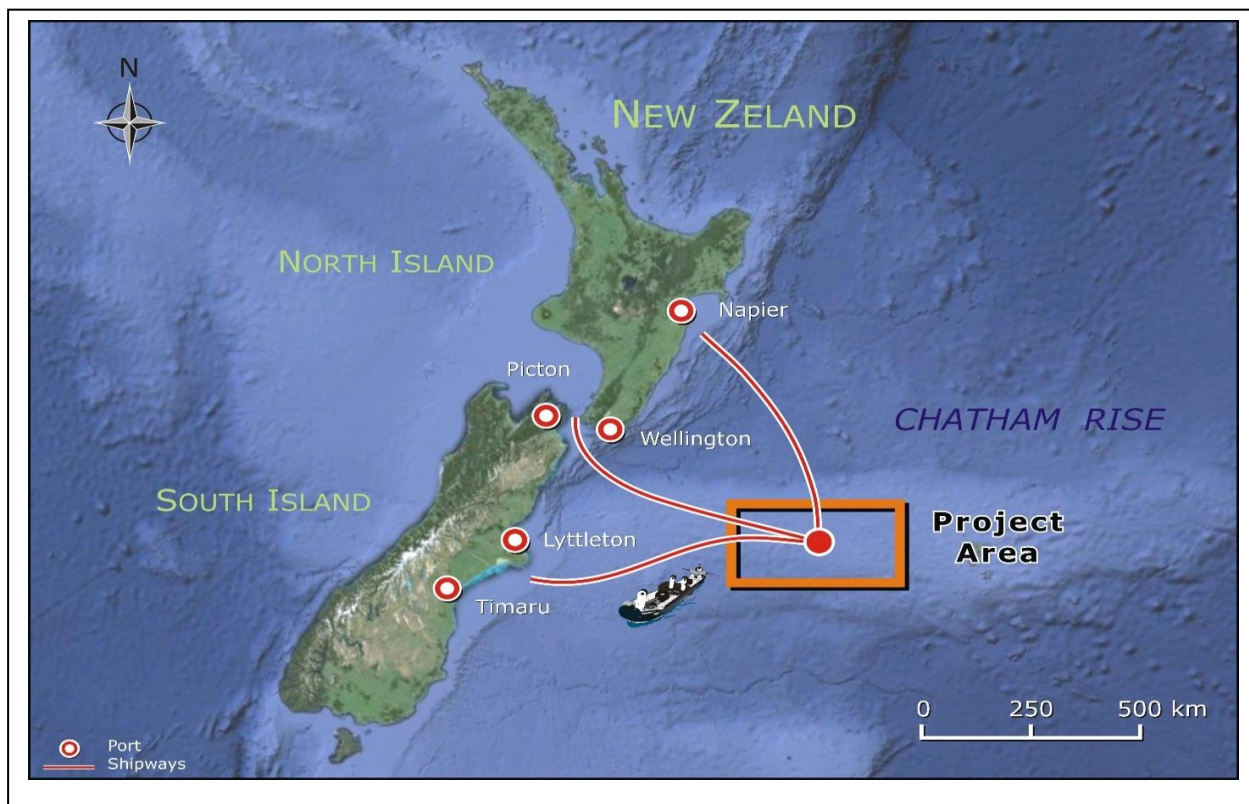 N
NEW ZELAND
NORTH ISLAND
Napier
Picton
CHATHAM RISE
Wellington
SOUTH ISLAND
Project
Area
Lyttleton
Timaru
0 250 500 km
Port
Shipways